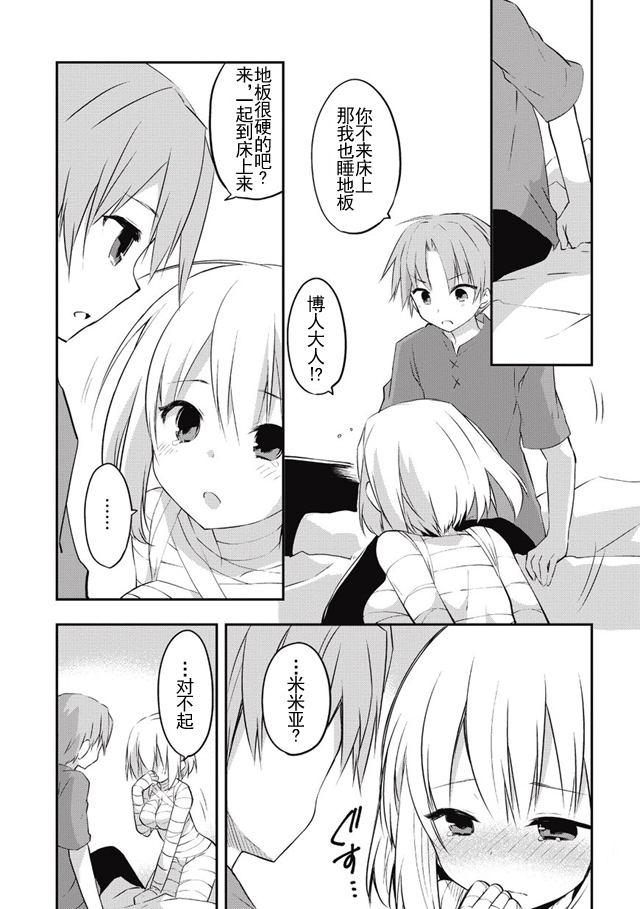 你不来床上
那我也睡地板
博人大人!?
地板很硬的吧?
来,一起到床上来
……
…米米亚?
ぐす…
…对不起